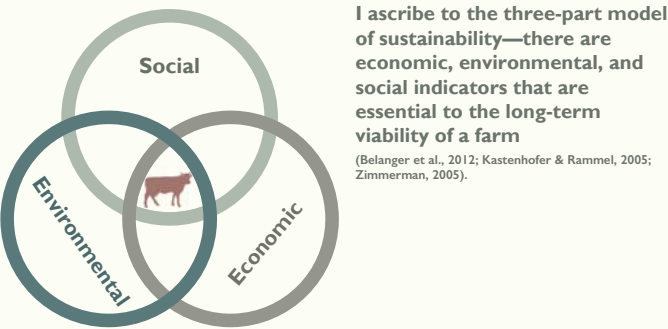 Social
Environmental
Economic
I ascribe to the three-part model
of sustainability—there are
economic, environmental, and
social indicators that are
essential to the long-term
viability of a farm
(Belanger et al., 2012; Kastenhofer & Rammel, 2005;
Zimmerman, 2005).